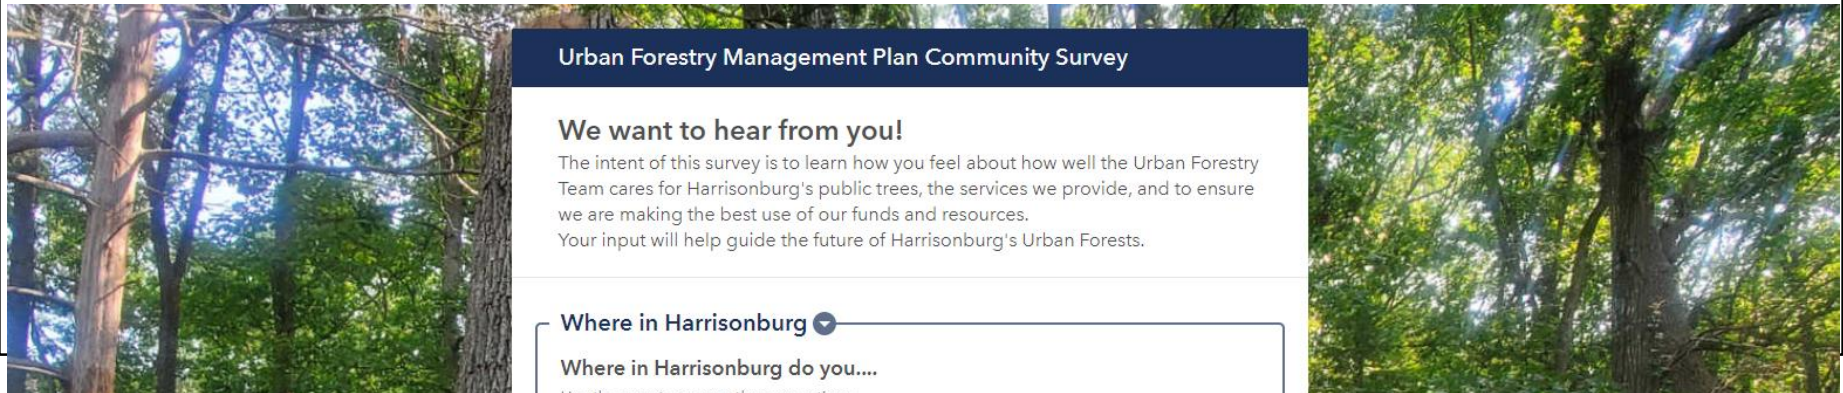 Urban Forestry Management Plan Community Survey
We want to hear from you!
The intent of this survey is to learn how you feel about how well the Urban Forestry
Team cares for Harrisonburg's public trees, the services we provide, and to ensure
we are making the best use of our funds and resources.
Your input will help guide the future of Harrisonburg's Urban Forests.
Where in Harrisonburg
Where in Harrisonburg do you....